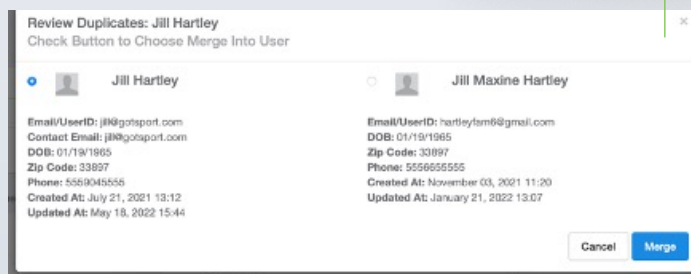 Review Duplicates: Jill Hartley
Check Button to Choose Merge Into User
Jill Hartley
Email/UserID: jill@gotsport.com
Contact Email: jill@gotsport.com
DOB: 01/19/1965
Zip Code: 33897
Phone: 5559045555
Created At: July 21, 2021 13:12
Updated At: May 18, 2022 15:44
Jill Maxine Hartley
Email/UserID: hartleyfam6@gmail.com
DOB: 01/19/1965
Zip Code: 33897
Phone: 5556655555
Created At: November 03, 2021 11:20
Updated At: January 21, 2022 13:07
Cancel
Merge